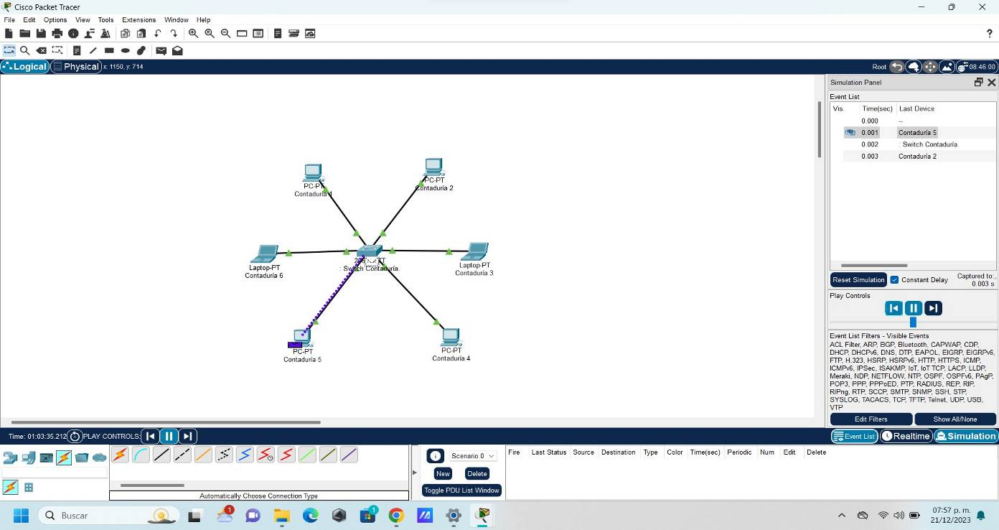 Cisco Packet Tracer
File Edit Options View Tools Extensions Window Help
?
Logical Physical x: 1150, y: 714
Root 08:46:00
Simulation Panel
Event List
Vis. Time(sec) Last Device
0.000 --
0.001 Contaduría 5
0.002 : Switch Contaduría.
0.003 Contaduría 2
PC-PT
Contaduría 1
PC-PT
Contaduría 2
Laptop-PT
Contaduría 6
: Switch Contaduría.
Laptop-PT
Contaduría 3
PC-PT
Contaduría 5
PC-PT
Contaduría 4
Reset Simulation Constant Delay Captured to:
0.003 s
Play Controls
Event List Filters - Visible Events
ACL Filter, ARP, BGP, Bluetooth, CAPWAP, CDP,
DHCP, DHCPv6, DNS, DTP, EAPOL, EIGRP, EIGRPv6,
FTP, H.323, HSRP, HSRPv6, HTTP, HTTPS, ICMP,
ICMPv6, IPSec, ISAKMP, IoT, IoT TCP, LACP, LLDP,
Meraki, NDP, NETFLOW, NTP, OSPF, OSPFv6, PAgP,
POP3, PPP, PPPoED, PTP, RADIUS, REP, RIP,
RIPng, RTP, SCCP, SMTP, SNMP, SSH, STP,
SYSLOG, TACACS, TCP, TFTP, Telnet, UDP, USB,
VTP
Edit Filters Show All/None
Time: 01:03:35.212 PLAY CONTROLS:
Event List Realtime Simulation
Scenario 0
New Delete
Toggle PDU List Window
Fire Last Status Source Destination Type Color Time(sec) Periodic Num Edit Delete
Automatically Choose Connection Type
Buscar
1
1
07:57 p. m.
21/12/2023